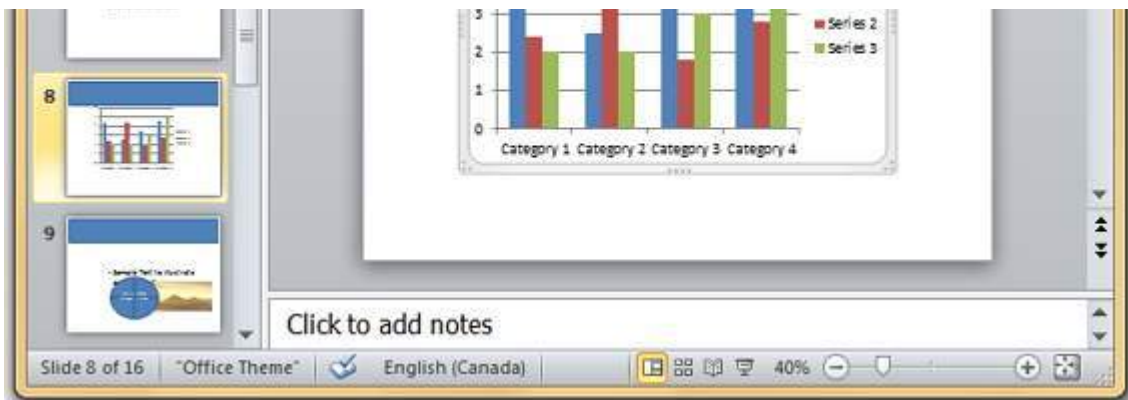 3
Series 2
2
Series 3
8
1
0
Category 1 Category 2 Category 3 Category 4
9
Click to add notes
Slide 8 of 16 "Office Theme" English (Canada) 40%